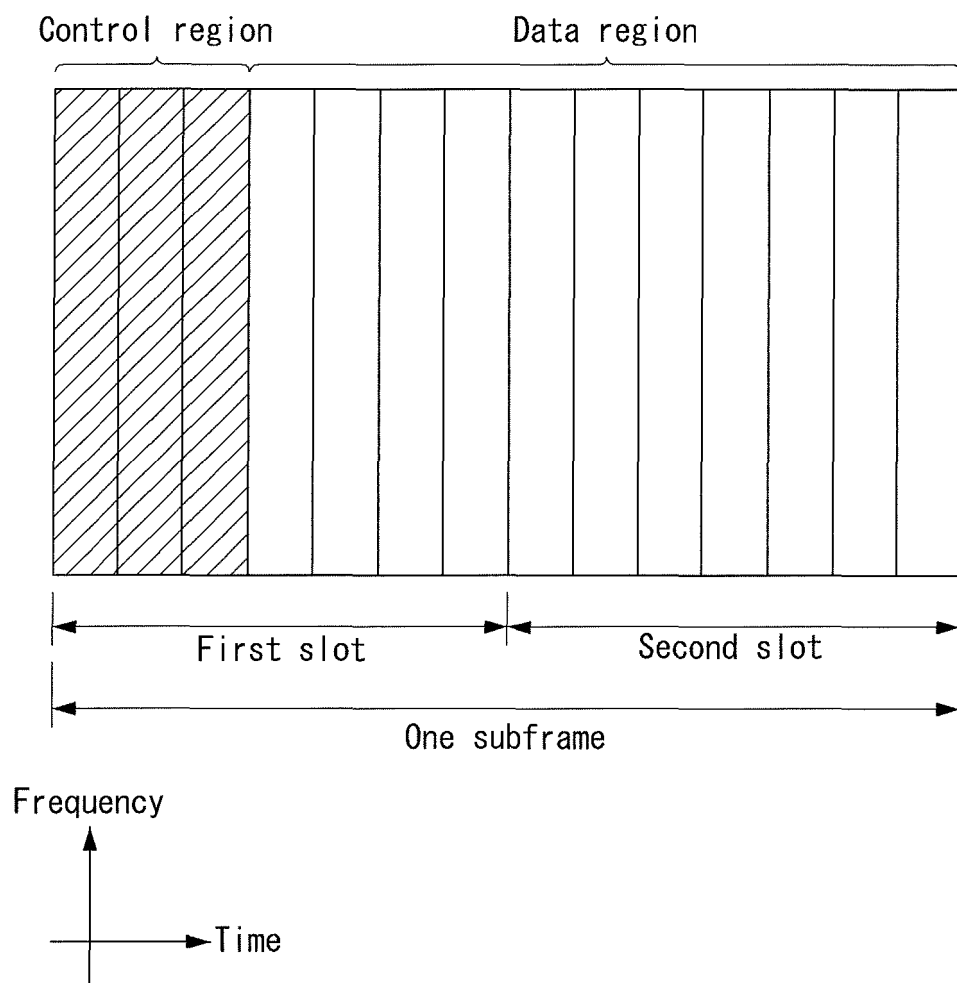 Control region
Data region
First slot
Second slot
One subframe
Frequency
Time